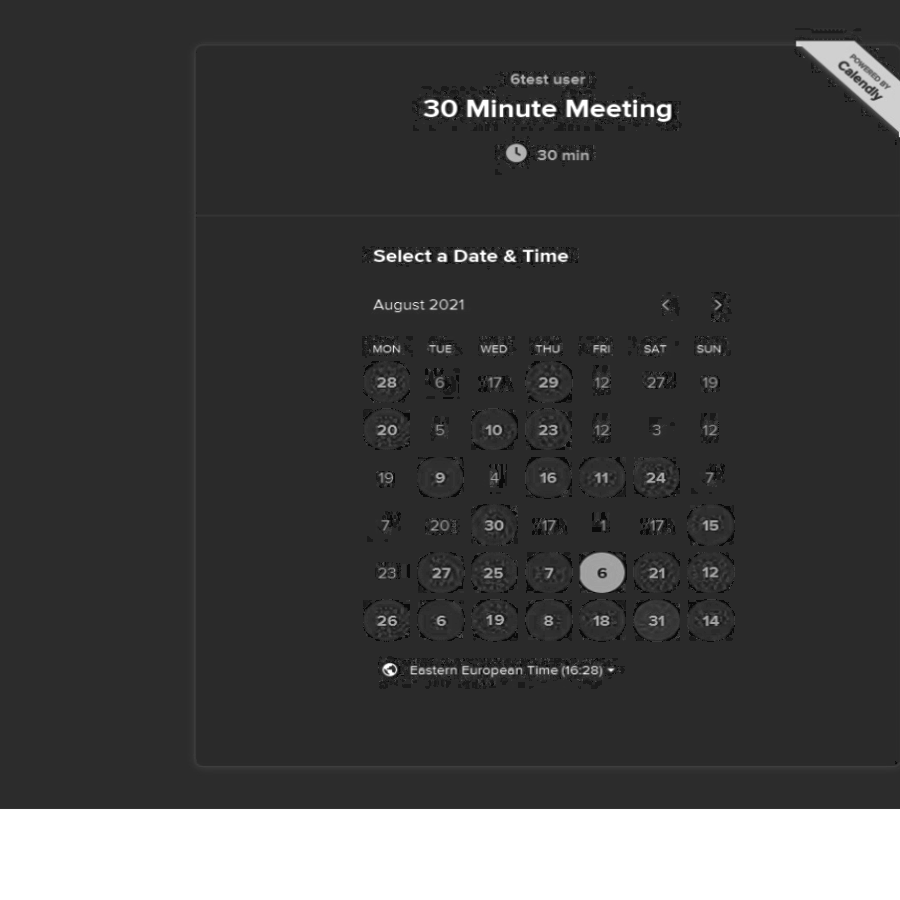 POWERED BY
Calendly
6test user
30 Minute Meeting
30 min
Select a Date & Time
August 2021
MON TUE WED THU FRI SAT SUN
28 6 17 29 12 27 19
20 5 10 23 12 3 12
19 9 4 16 11 24 7
7 20 30 17 1 17 15
23 27 25 7 6 21 12
26 6 19 8 18 31 14
Eastern European Time (16:28)